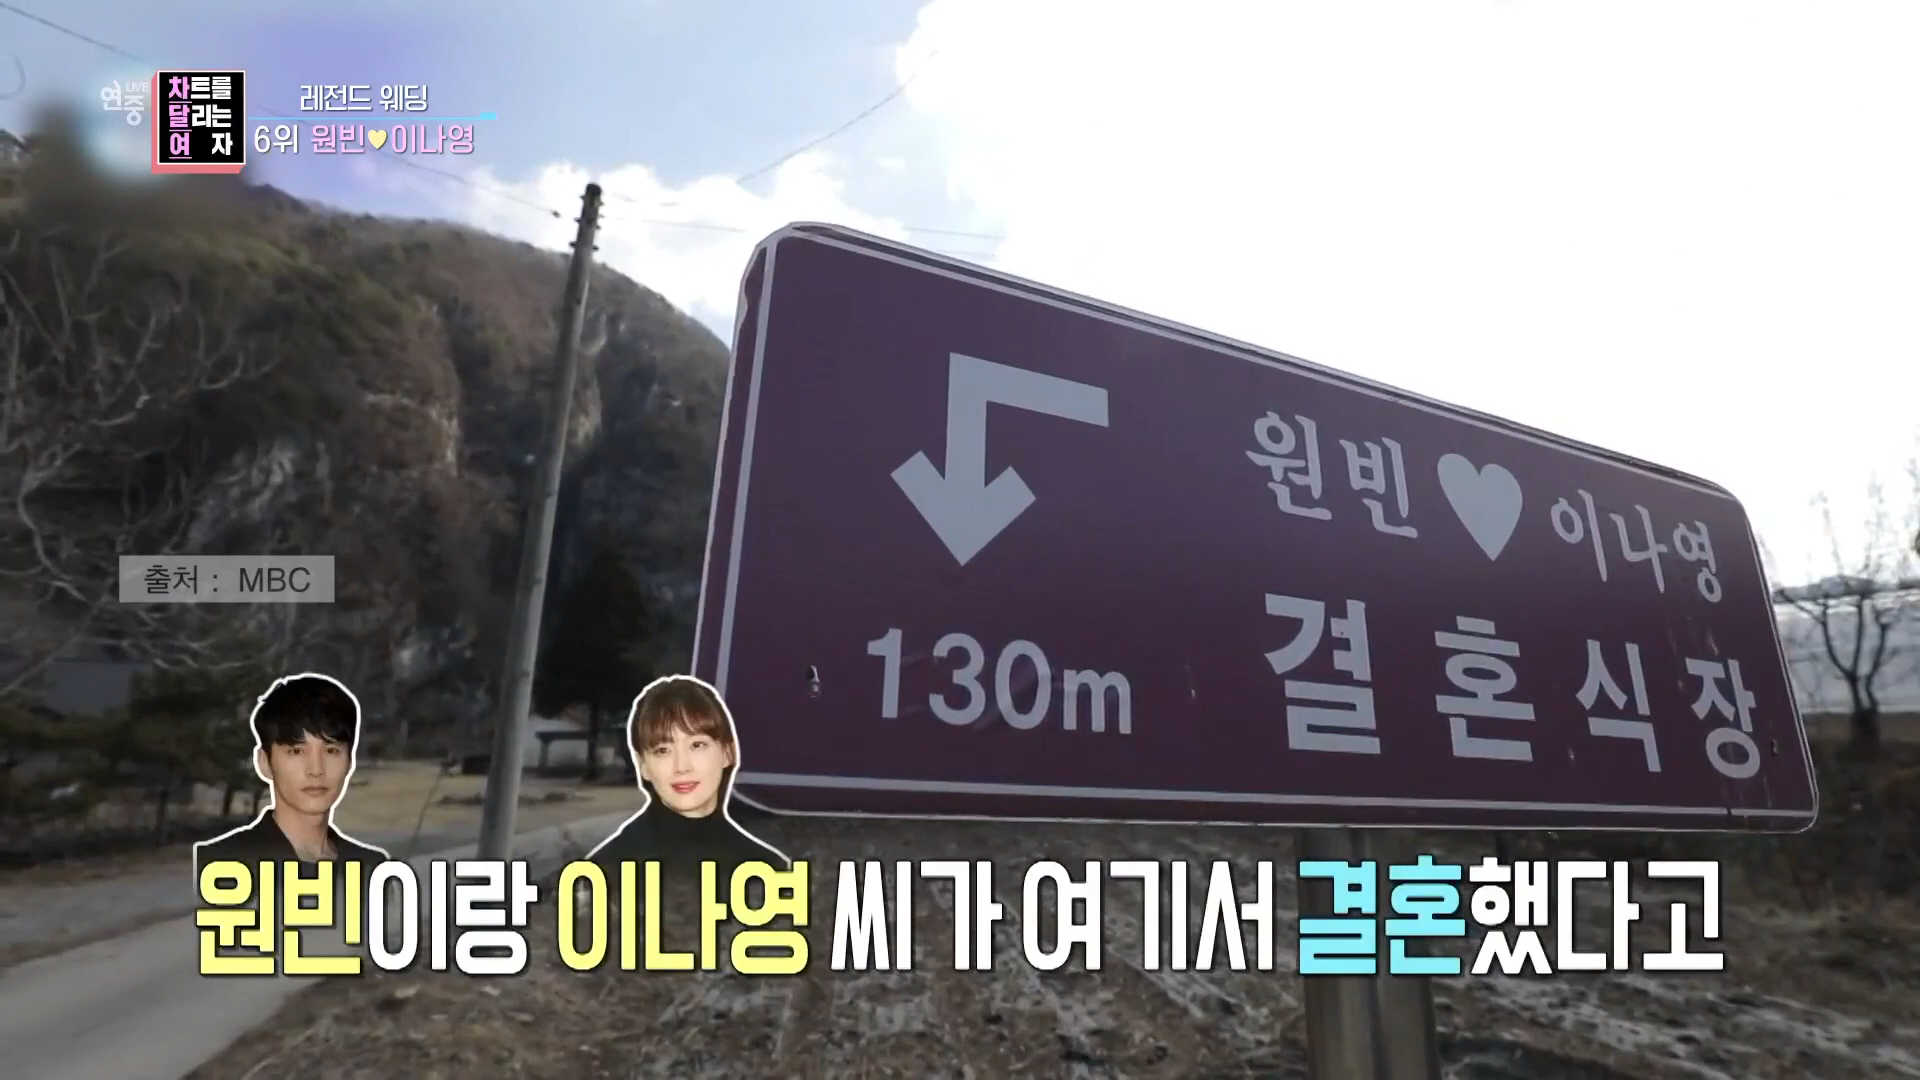 연중 LIVE
차트를
달리는
여자
레전드 웨딩
6위 원빈♥이나영
원빈♥이나영
130m 결혼식장
출처 : MBC
원빈이랑 이나영 씨가 여기서 결혼했다고